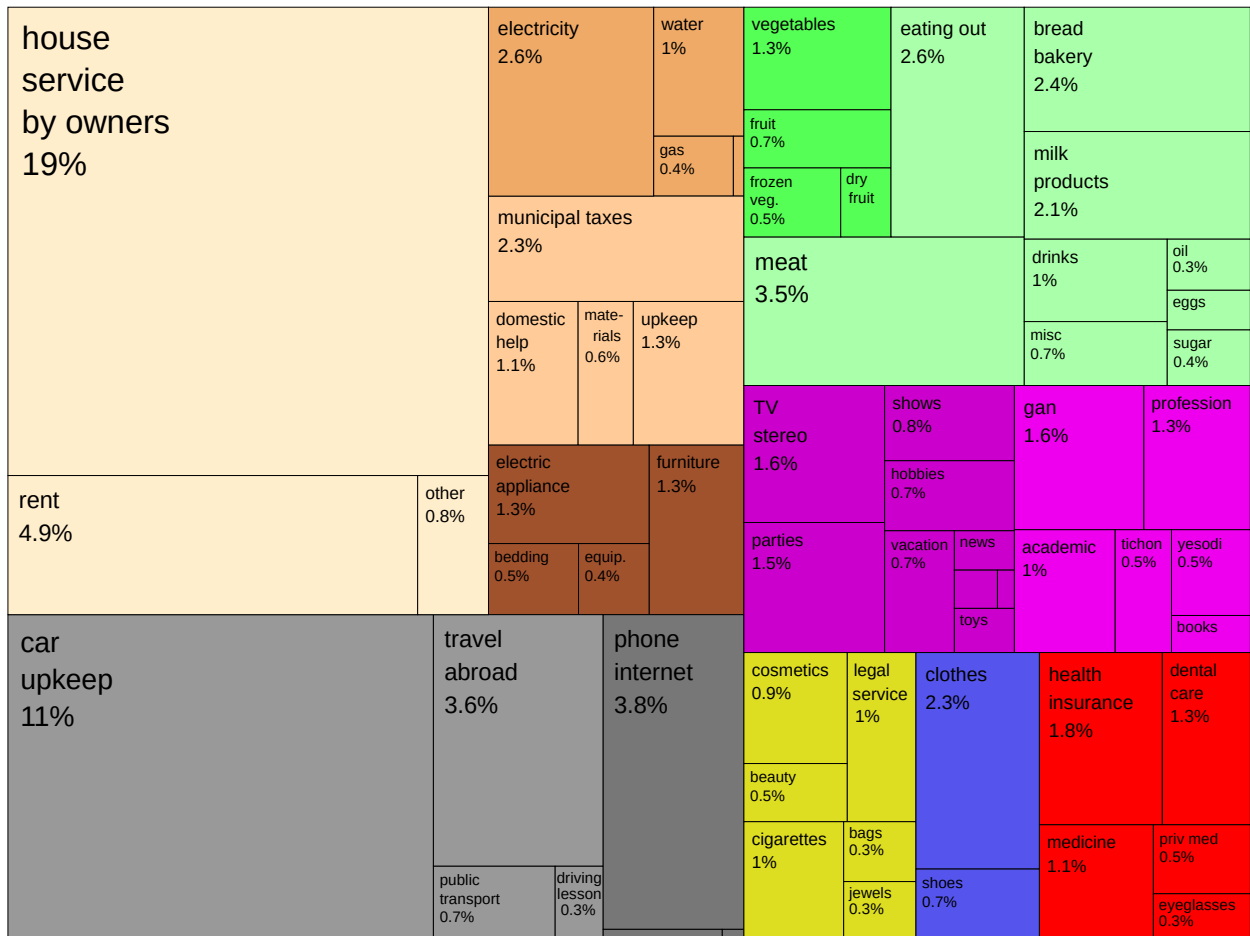 house
service
by owners
19%
rent
4.9%
other
0.8%
electricity
2.6%
water
1%
gas
0.4%
municipal taxes
2.3%
domestic
help
1.1%
mate-
rials
0.6%
upkeep
1.3%
electric
appliance
1.3%
furniture
1.3%
bedding
0.5%
equip.
0.4%
car
upkeep
11%
travel
abroad
3.6%
public
transport
0.7%
driving
lesson
0.3%
phone
internet
3.8%
vegetables
1.3%
fruit
0.7%
frozen
veg.
0.5%
dry
fruit
eating out
2.6%
bread
bakery
2.4%
milk
products
2.1%
meat
3.5%
drinks
1%
misc
0.7%
oil
0.3%
eggs
sugar
0.4%
TV
stereo
1.6%
parties
1.5%
shows
0.8%
hobbies
0.7%
vacation
0.7%
news
toys
gan
1.6%
profession
1.3%
academic
1%
tichon
0.5%
yesodi
0.5%
books
cosmetics
0.9%
beauty
0.5%
legal
service
1%
cigarettes
1%
bags
0.3%
jewels
0.3%
clothes
2.3%
shoes
0.7%
health
insurance
1.8%
dental
care
1.3%
medicine
1.1%
priv med
0.5%
eyeglasses
0.3%